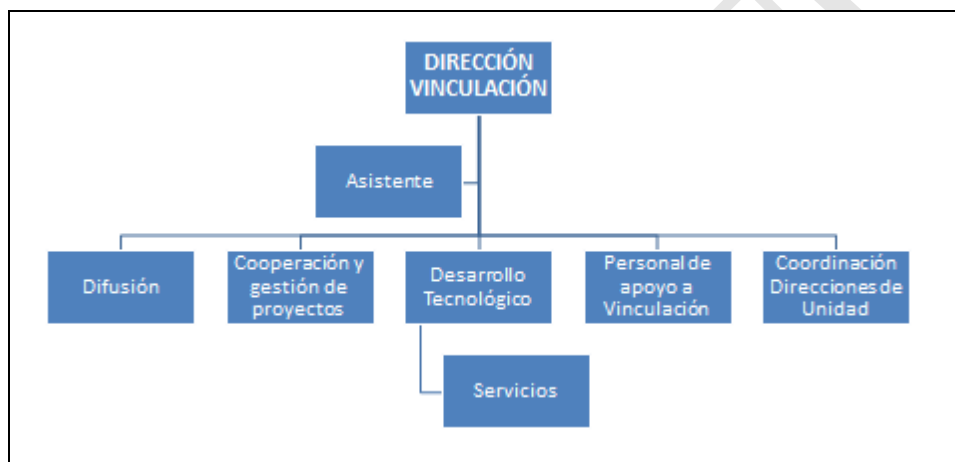 DIRECCIÓN
VINCULACIÓN
Asistente
Difusión
Cooperación y
gestión de
proyectos
Desarrollo
Tecnológico
Personal de
apoyo a
Vinculación
Coordinación
Direcciones de
Unidad
Servicios